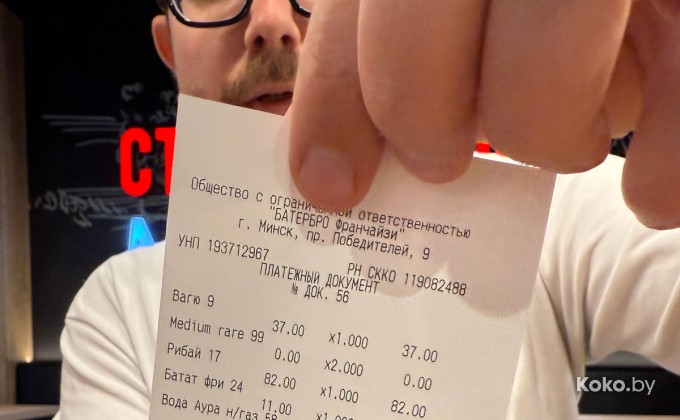 СТ
Общество с ограниченной ответственностью
"БАТЕРБРО франчайзи"
г. Минск, пр. Победителей, 9
УНП 193712967 РН СККО 119082488
ПЛАТЕЖНЫЙ ДОКУМЕНТ
№ ДОК. 56
Вагю 9
37.00 x1.000 37.00
Medium rare 99
0.00 x2.000 0.00
Рибай 17
82.00 x1.000 82.00
Батат фри 24
11.00
Вода Аура н/газ 58
Koko.by